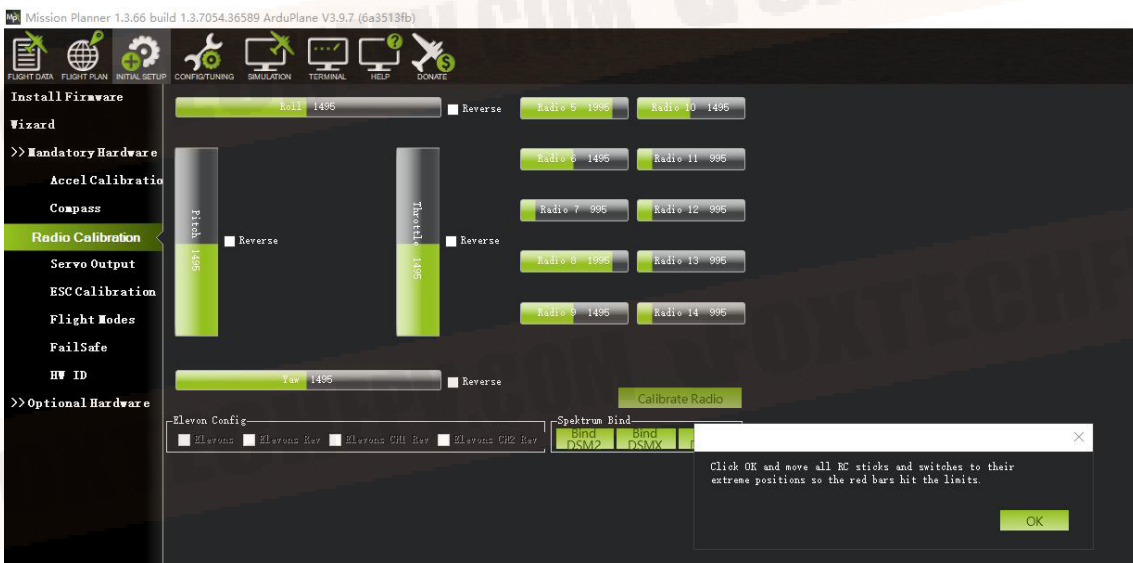 Mission Planner 1.3.66 build 1.3.7054.36589 ArduPlane V3.9.7 (6a3513fb)
FLIGHT DATA FLIGHT PLAN INITIAL SETUP CONFIG/TUNING SIMULATION TERMINAL HELP DONATE
Install Firmware
Wizard
>> Mandatory Hardware
Accel Calibratio
Compass
Radio Calibration
Servo Output
ESC Calibration
Flight Modes
FailSafe
HW ID
>> Optional Hardware
Roll 1495
Reverse
Pitch 1495
Reverse
Throttle 1495
Reverse
Yaw 1495
Reverse
Radio 5 1995
Radio 10 1495
Radio 6 1495
Radio 11 995
Radio 7 995
Radio 12 995
Radio 8 1995
Radio 13 995
Radio 9 1495
Radio 14 995
Calibrate Radio
Elevon Config
Elevons
Elevons Rev
Elevons CH1 Rev
Elevons CH2 Rev
Spektrum Bind
Bind DSM2
Bind DSMX
Click OK and move all RC sticks and switches to their
extreme positions so the red bars hit the limits.
OK